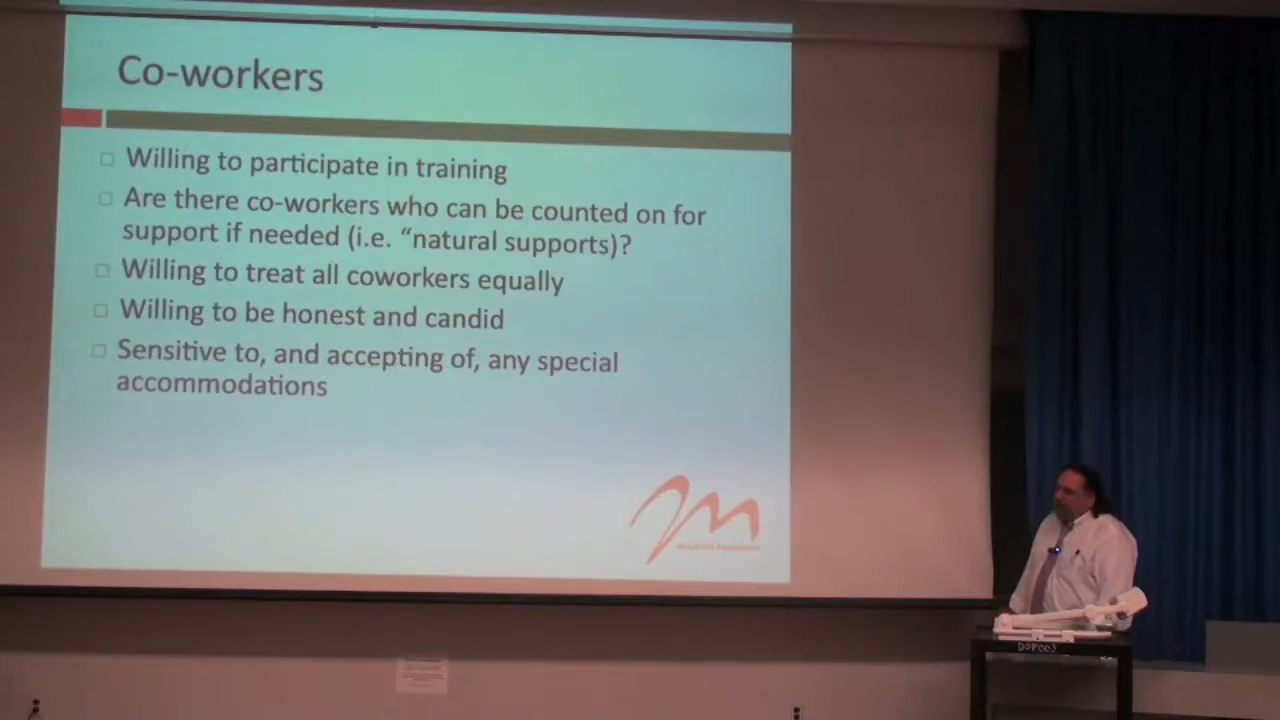 Co-workers
Willing to participate in training
Are there co-workers who can be counted on for
support if needed (i.e. “natural supports)?
Willing to treat all coworkers equally
Willing to be honest and candid
Sensitive to, and accepting of, any special
accommodations